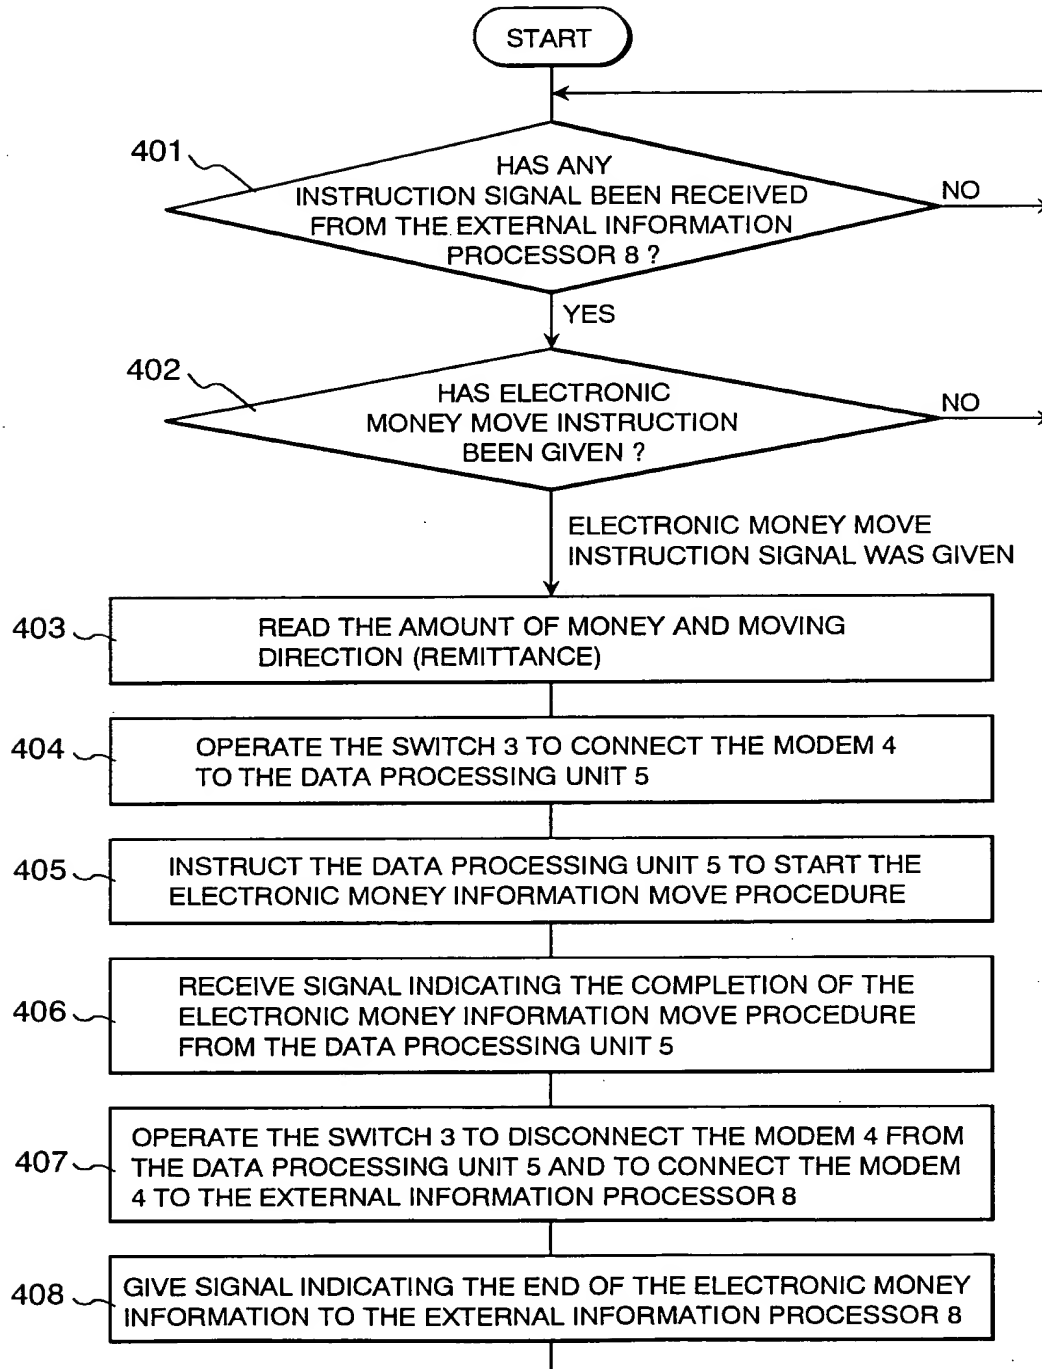 START
401
HAS ANY
INSTRUCTION SIGNAL BEEN RECEIVED
FROM THE EXTERNAL INFORMATION
PROCESSOR 8 ?
NO
YES
402
HAS ELECTRONIC
MONEY MOVE INSTRUCTION
BEEN GIVEN ?
NO
ELECTRONIC MONEY MOVE
INSTRUCTION SIGNAL WAS GIVEN
403
READ THE AMOUNT OF MONEY AND MOVING
DIRECTION (REMITTANCE)
404
OPERATE THE SWITCH 3 TO CONNECT THE MODEM 4
TO THE DATA PROCESSING UNIT 5
405
INSTRUCT THE DATA PROCESSING UNIT 5 TO START THE
ELECTRONIC MONEY INFORMATION MOVE PROCEDURE
406
RECEIVE SIGNAL INDICATING THE COMPLETION OF THE
ELECTRONIC MONEY INFORMATION MOVE PROCEDURE
FROM THE DATA PROCESSING UNIT 5
407
OPERATE THE SWITCH 3 TO DISCONNECT THE MODEM 4 FROM
THE DATA PROCESSING UNIT 5 AND TO CONNECT THE MODEM
4 TO THE EXTERNAL INFORMATION PROCESSOR 8
408
GIVE SIGNAL INDICATING THE END OF THE ELECTRONIC MONEY
INFORMATION TO THE EXTERNAL INFORMATION PROCESSOR 8